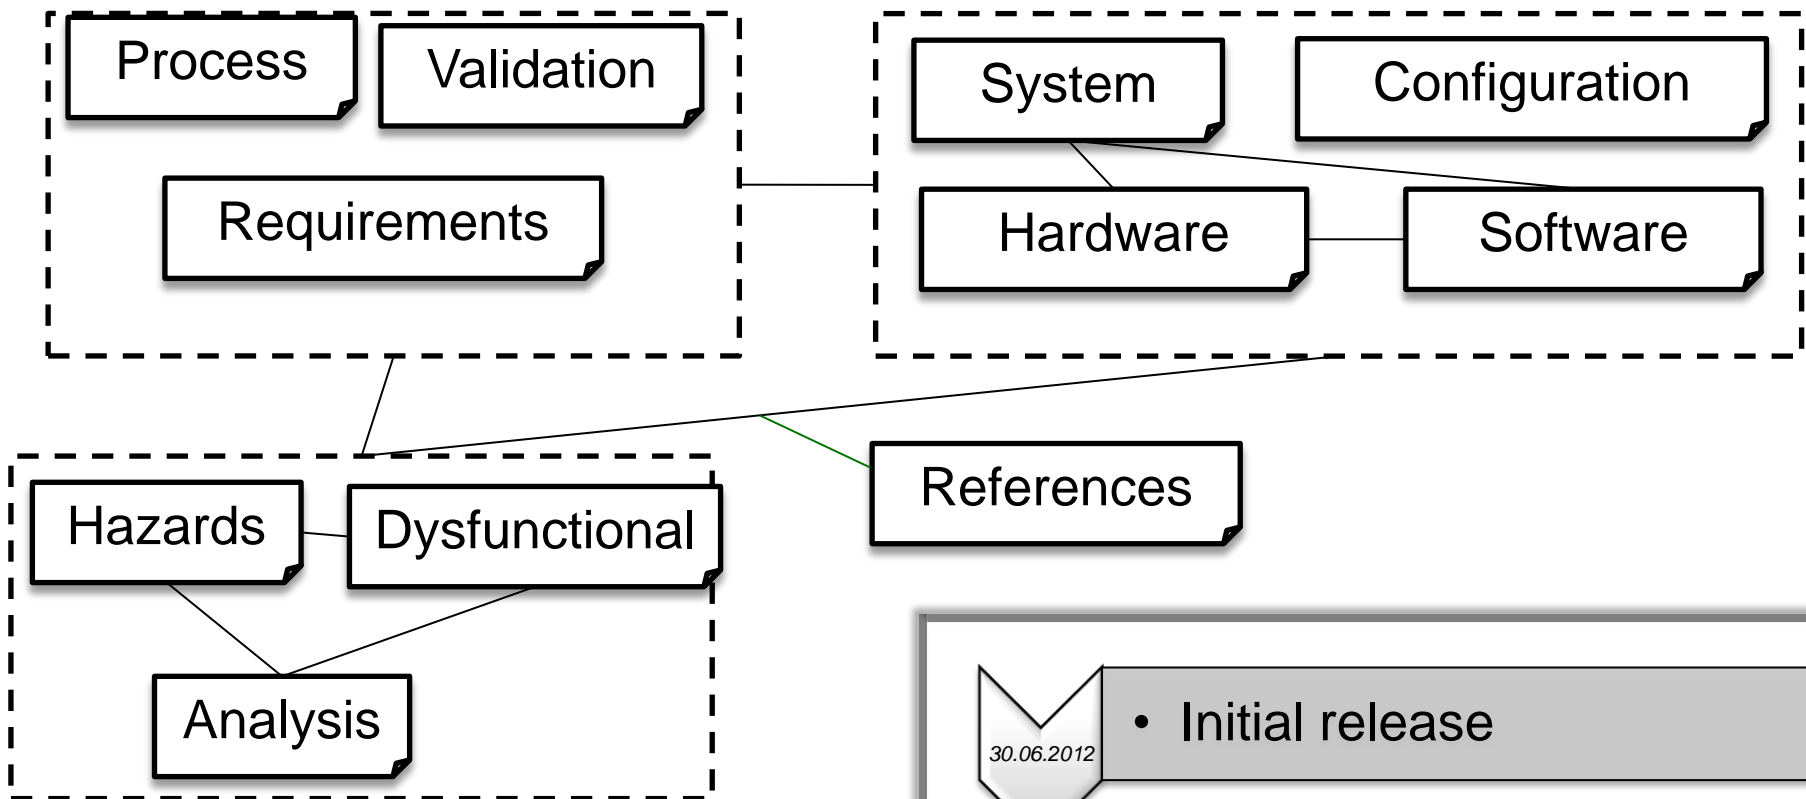 Process
Validation
System
Configuration
Requirements
Hardware
Software
References
Hazards
Dysfunctional
Analysis
30.06.2012
• Initial release